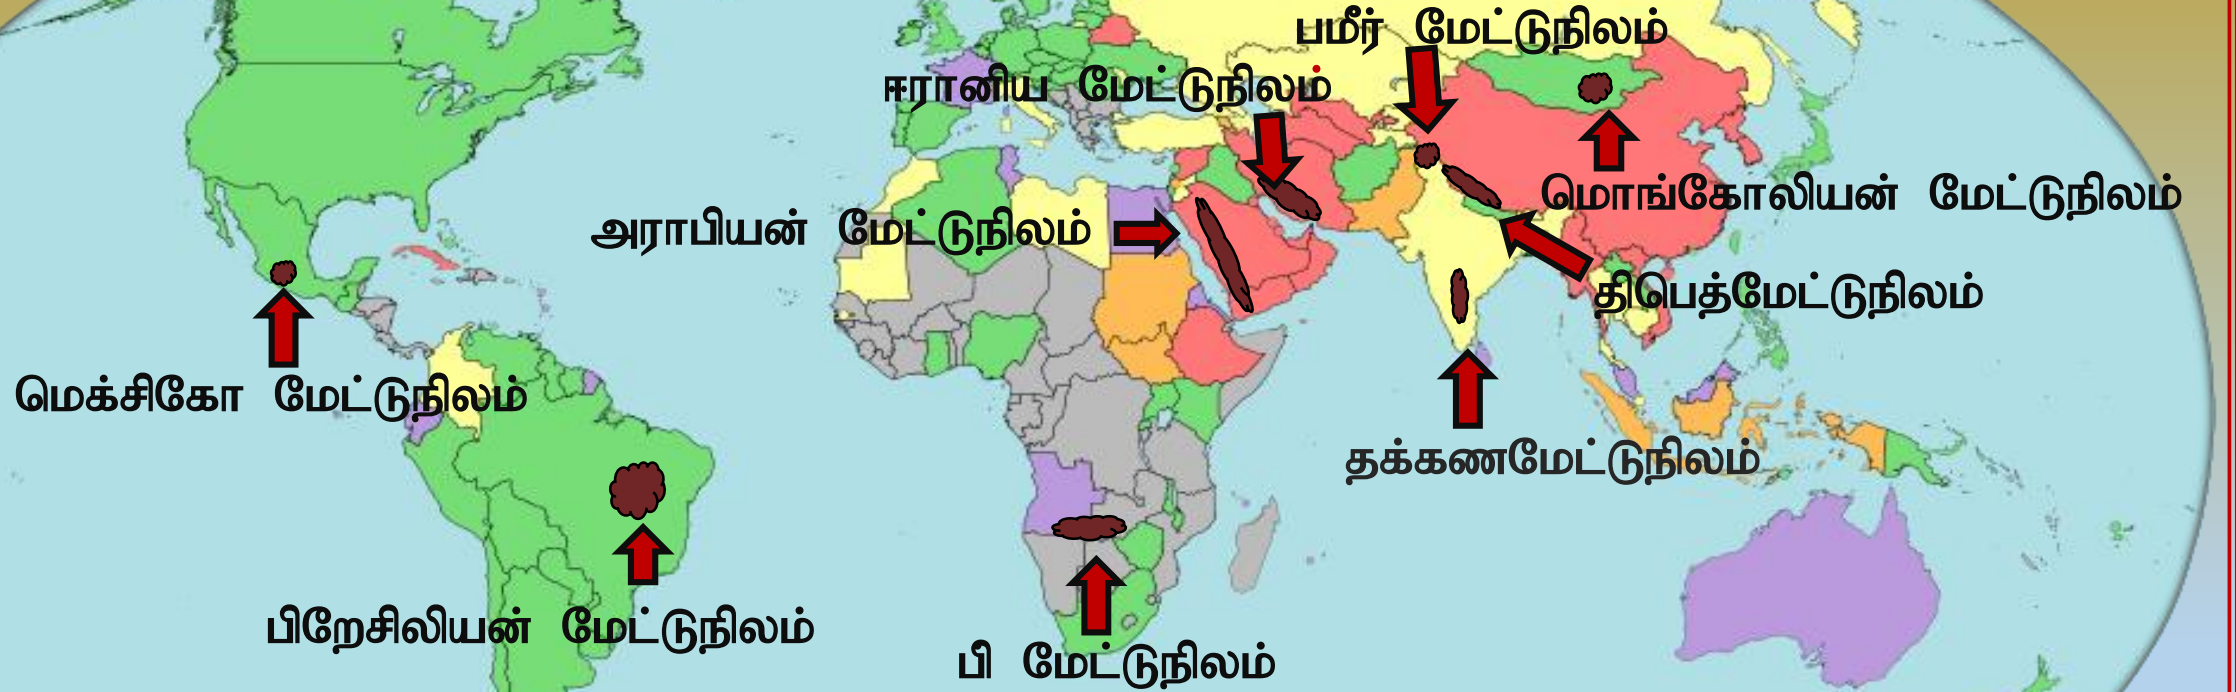 பமீர் மேட்டுநிலம்
ஈரானிய மேட்டுநிலம்
மொங்கோலியன் மேட்டுநிலம்
அராபியன் மேட்டுநிலம்
திபெத்மேட்டுநிலம்
மெக்சிகோ மேட்டுநிலம்
தக்கணமேட்டுநிலம்
பிறேசிலியன் மேட்டுநிலம்
பி மேட்டுநிலம்